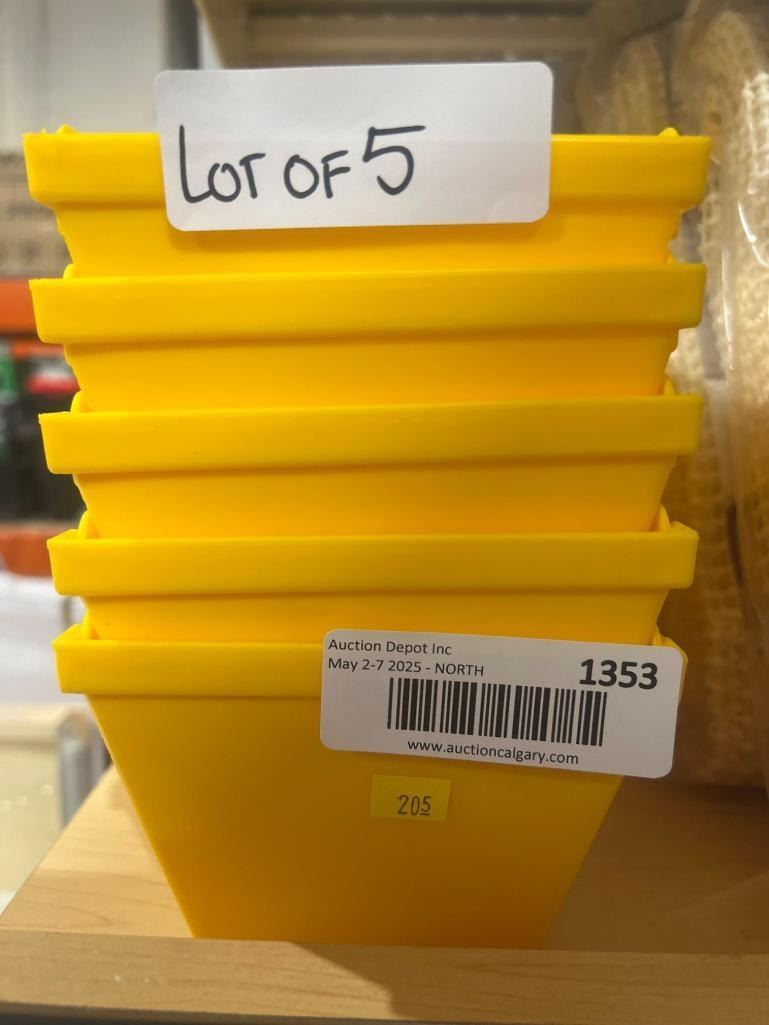 LOT OF 5
Auction Depot Inc
May 2-7 2025 - NORTH
1353
www.auctioncalgary.com
205